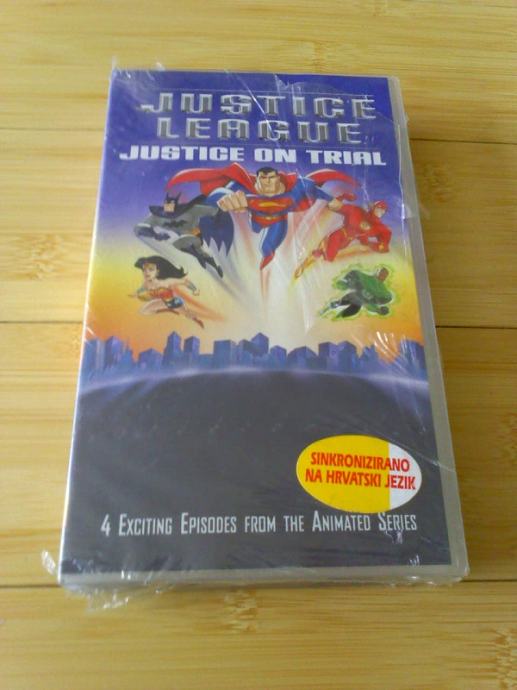 JUSTICE
LEAGUE
JUSTICE ON TRIAL
SINKRONIZIRANO
NA HRVATSKI JEZIK
4 EXCITING EPISODES FROM THE ANIMATED SERIES